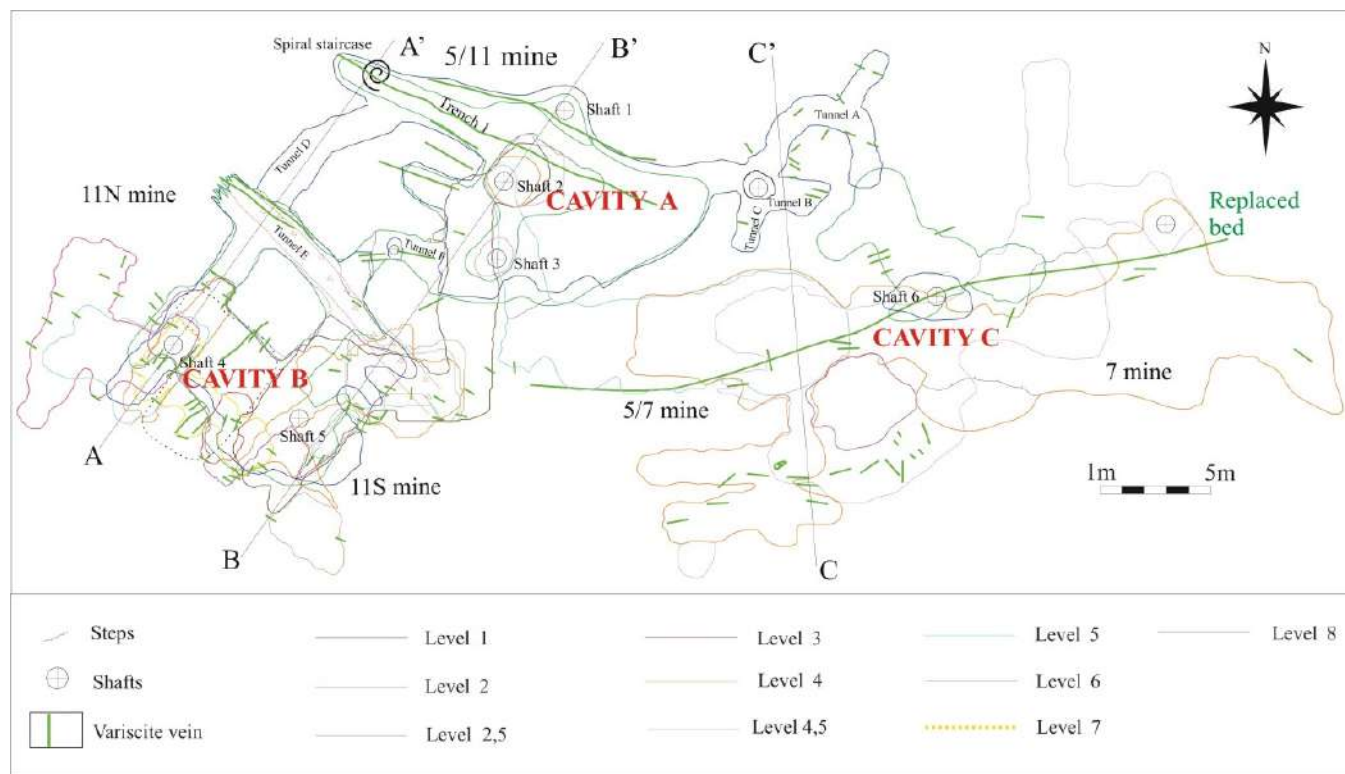 Spiral staircase
A'
5/11 mine
B'
C'
N
Shaft 1
Trench 1
Tunnel A
Tunnel D
11N mine
Shaft 2
CAVITY A
Tunnel B
Tunnel C
Replaced
bed
Tunnel E
Shaft 3
Shaft 6
CAVITY C
Shaft 4
CAVITY B
7 mine
5/7 mine
Shaft 5
A
11S mine
1m 5m
B
C
Steps
Level 1
Level 3
Level 5
Level 8
Shafts
Level 2
Level 4
Level 6
Variscite vein
Level 2,5
Level 4,5
Level 7